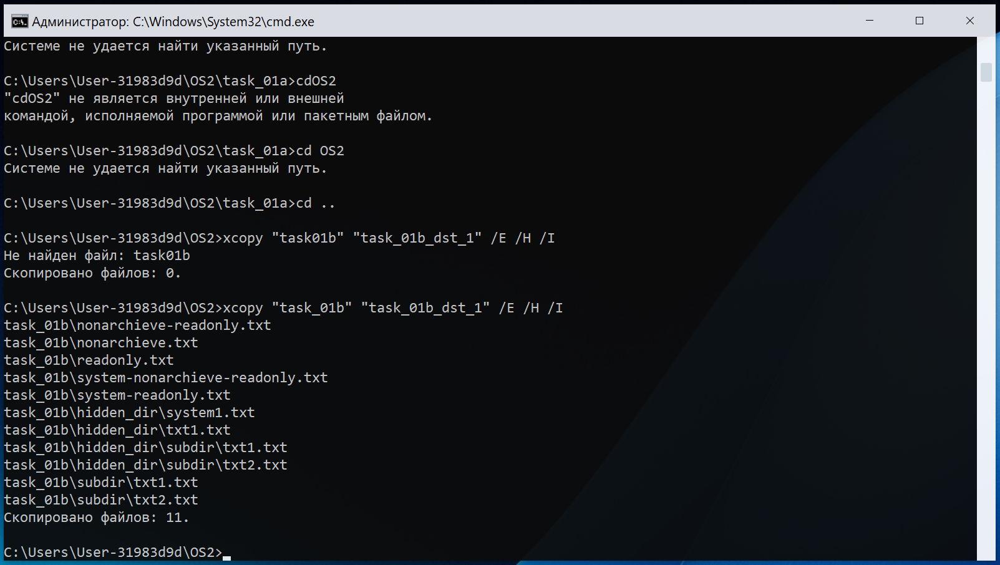 Администратор: C:\Windows\System32\cmd.exe
Системе не удается найти указанный путь.
C:\Users\User-31983d9d\OS2\task_01a>cdOS2
"cdOS2" не является внутренней или внешней
командой, исполняемой программой или пакетным файлом.
C:\Users\User-31983d9d\OS2\task_01a>cd OS2
Системе не удается найти указанный путь.
C:\Users\User-31983d9d\OS2\task_01a>cd ..
C:\Users\User-31983d9d\OS2>xcopy "task01b" "task_01b_dst_1" /E /H /I
Не найден файл: task01b
Скопировано файлов: 0.
C:\Users\User-31983d9d\OS2>xcopy "task_01b" "task_01b_dst_1" /E /H /I
task_01b\nonarchieve-readonly.txt
task_01b\nonarchieve.txt
task_01b\readonly.txt
task_01b\system-nonarchieve-readonly.txt
task_01b\system-readonly.txt
task_01b\hidden_dir\system1.txt
task_01b\hidden_dir\txt1.txt
task_01b\hidden_dir\subdir\txt1.txt
task_01b\hidden_dir\subdir\txt2.txt
task_01b\subdir\txt1.txt
task_01b\subdir\txt2.txt
Скопировано файлов: 11.
C:\Users\User-31983d9d\OS2>